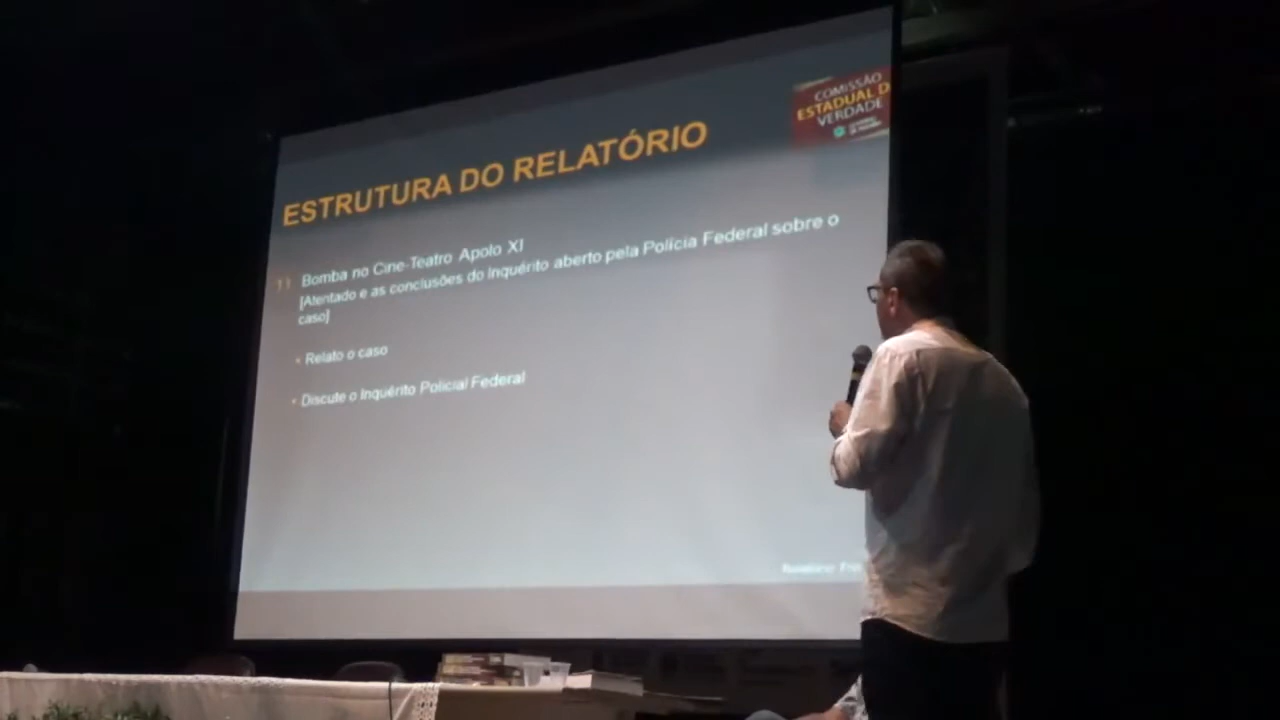 COMISSÃO
ESTADUAL D
VERDADE
ESTRUTURA DO RELATÓRIO
11 Bomba no Cine-Teatro Apolo XI
[Atentado e as conclusões do Inquérito aberto pela Polícia Federal sobre o
caso]
• Relato o caso
• Discute o Inquérito Policial Federal